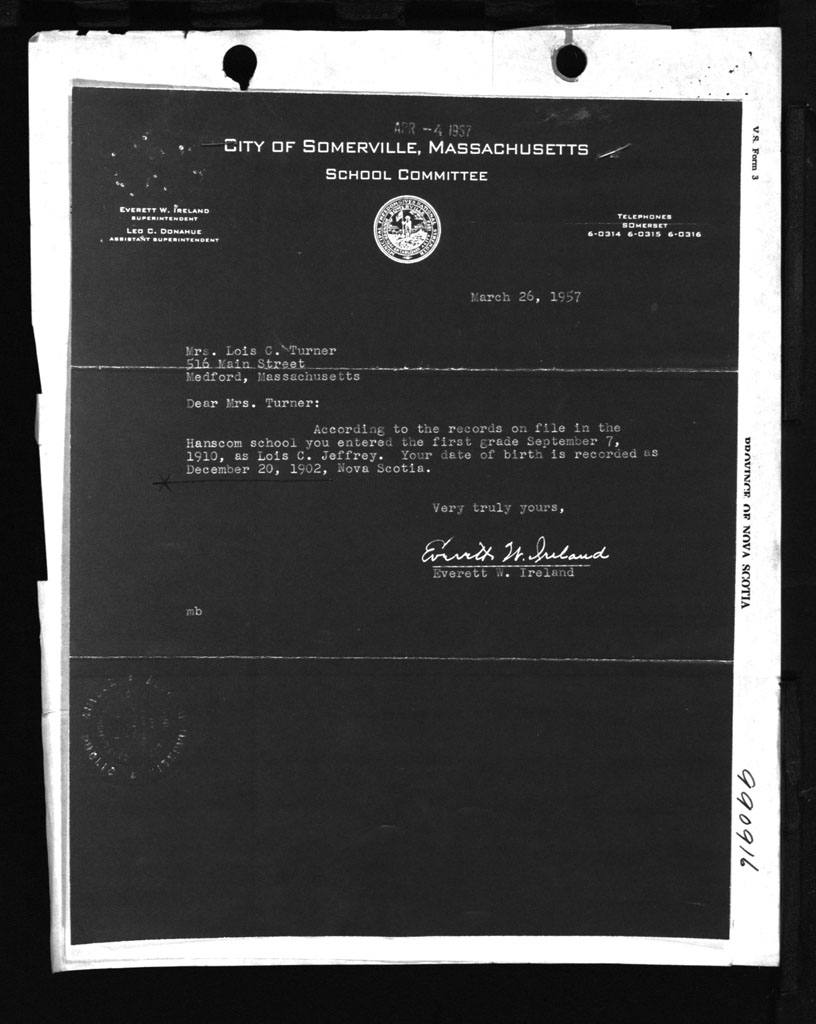 APR -4 1957
CITY OF SOMERVILLE, MASSACHUSETTS
SCHOOL COMMITTEE
EVERETT W. IRELAND
SUPERINTENDENT
LEO C. DONAHUE
ASSISTANT SUPERINTENDENT
TELEPHONES
SOMERSET
6-0314 6-0315 6-0316
March 26, 1957
Mrs. Lois C. Turner
516 Main Street
Medford, Massachusetts
Dear Mrs. Turner:
According to the records on file in the
Hanscom school you entered the first grade September 7,
1910, as Lois C. Jeffrey. Your date of birth is recorded as
December 20, 1902, Nova Scotia.
Very truly yours,
Everett W. Ireland
Everett W. Ireland
mb
V S. Form 3
PROVINCE OF NOVA SCOTIA
990916